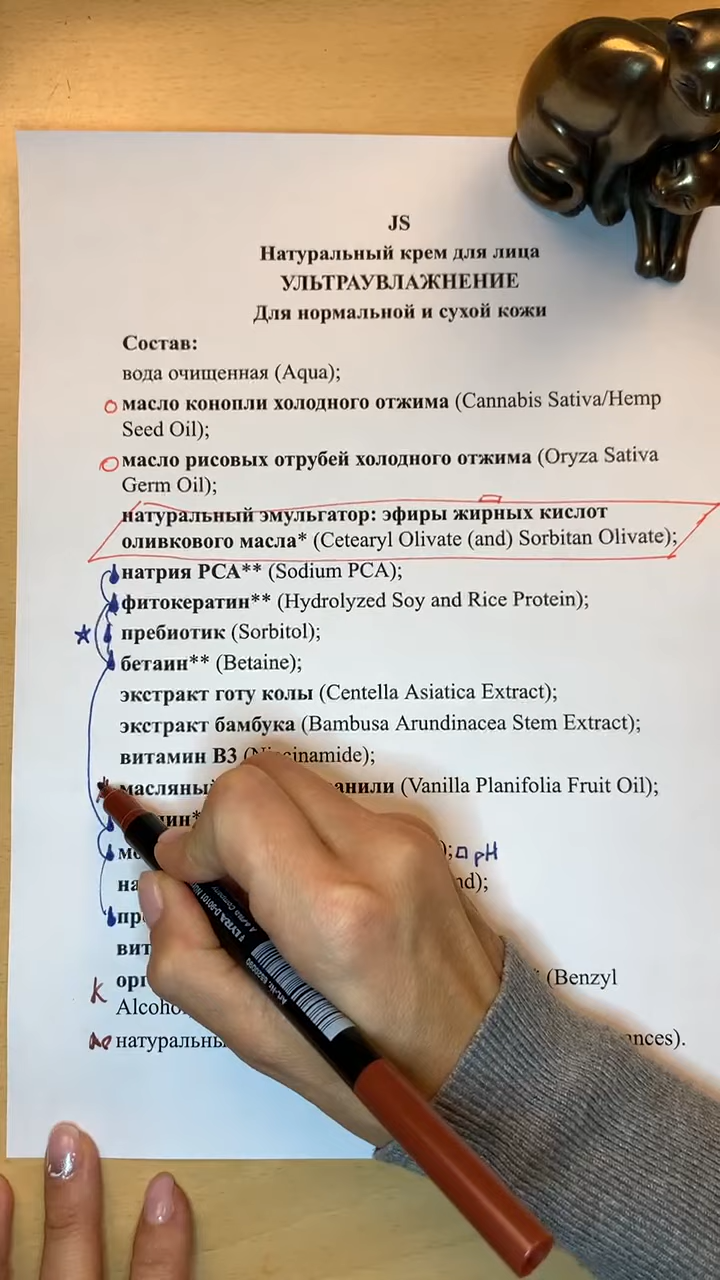 JS
Натуральный крем для лица
УЛЬТРАУВЛАЖНЕНИЕ
Для нормальной и сухой кожи
Состав:
вода очищенная (Aqua);
масло конопли холодного отжима (Cannabis Sativa/Hemp
Seed Oil);
масло рисовых отрубей холодного отжима (Oryza Sativa
Germ Oil);
натуральный эмульгатор: эфиры жирных кислот
оливкового масла* (Cetearyl Olivate (and) Sorbitan Olivate);
натрия PCA** (Sodium PCA);
фитокератин** (Hydrolyzed Soy and Rice Protein);
пребиотик (Sorbitol);
бетаин** (Betaine);
экстракт готу колы (Centella Asiatica Extract);
экстракт бамбука (Bambusa Arundinacea Stem Extract);
витамин B3 (Niacinamide);
масляный ванили (Vanilla Planifolia Fruit Oil);
); pH
k (Benzyl
Alcohol
натуральны